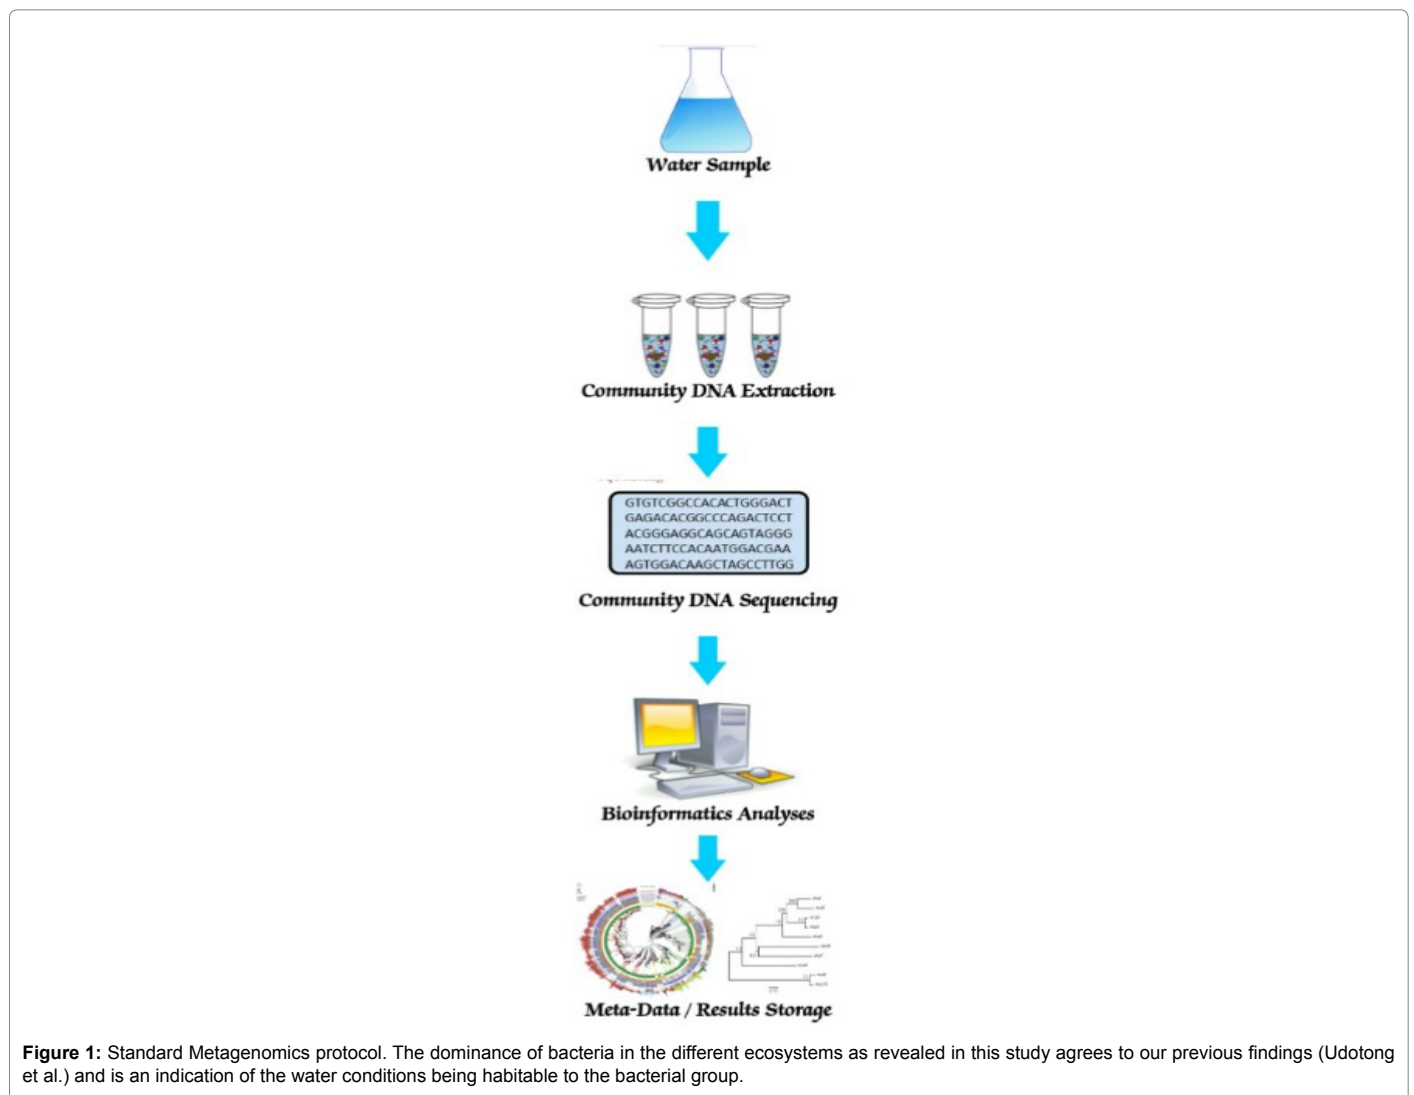 Water Sample
Community DNA Extraction
GTGTCGGCCACACTGGGACT
GAGACACGGCCCAGACTCCT
ACGGGAGGCAGCAGTAGGG
AATCTTCCACAATGGACGAA
AGTGGACAAGCTAGCCTTGG
Community DNA Sequencing
Bioinformatics Analyses
Meta-Data / Results Storage
Figure 1: Standard Metagenomics protocol. The dominance of bacteria in the different ecosystems as revealed in this study agrees to our previous findings (Udotong
et al.) and is an indication of the water conditions being habitable to the bacterial group.